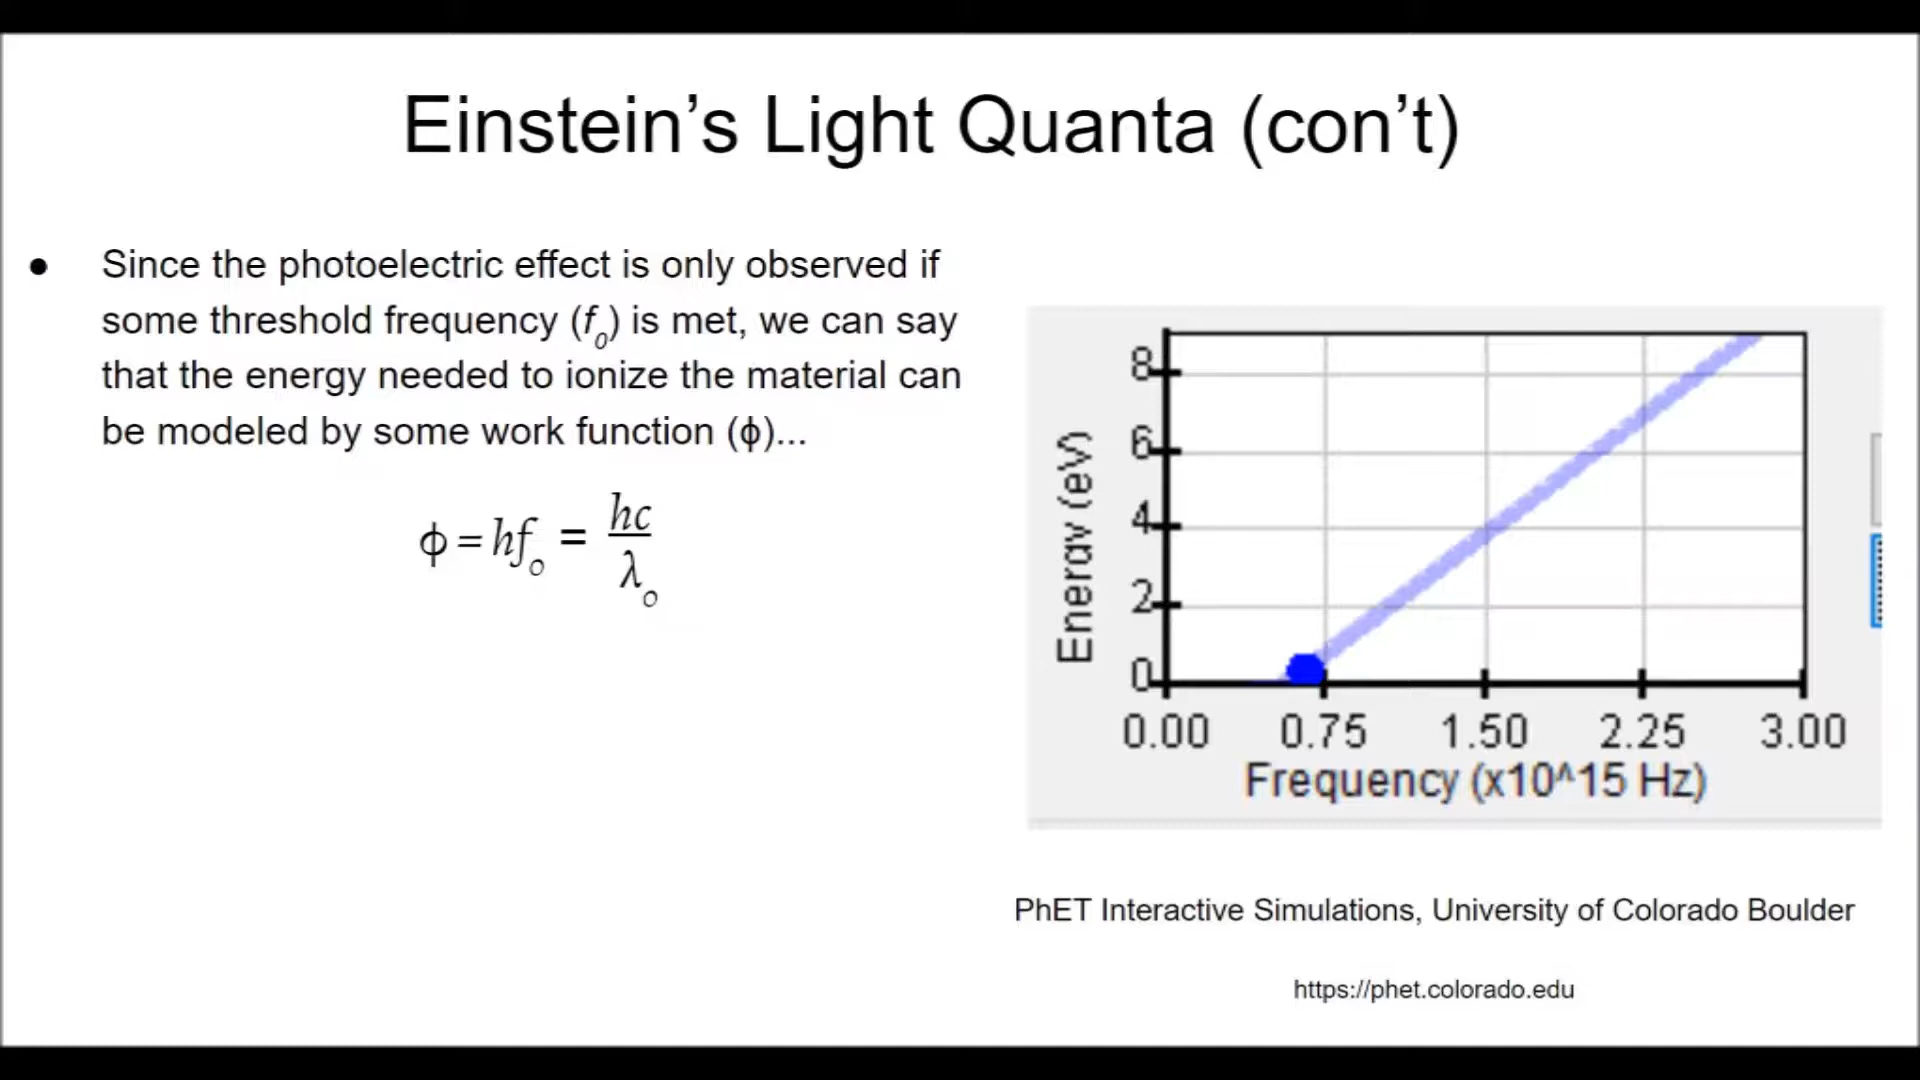 Einstein’s Light Quanta (con’t)
● Since the photoelectric effect is only observed if
some threshold frequency (fₒ) is met, we can say
that the energy needed to ionize the material can
be modeled by some work function (ϕ)...
ϕ = hfₒ = hc/λₒ
8
6
4
2
0
Energy (eV)
0.00 0.75 1.50 2.25 3.00
Frequency (x10^15 Hz)
PhET Interactive Simulations, University of Colorado Boulder
https://phet.colorado.edu